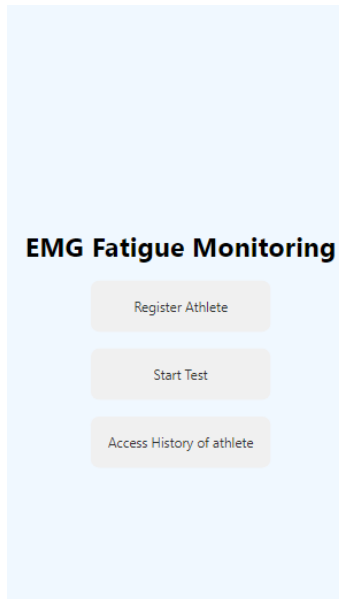 EMG Fatigue Monitoring
Register Athlete
Start Test
Access History of athlete